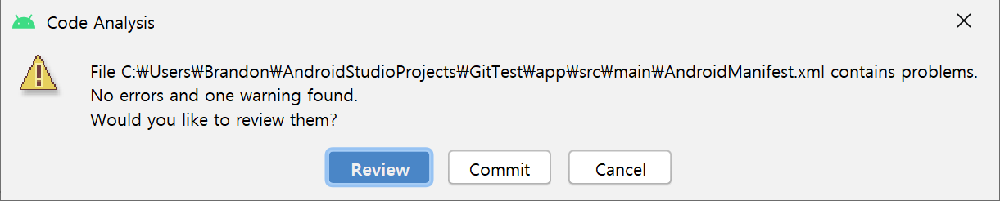 Code Analysis
File C:₩Users₩Brandon₩AndroidStudioProjects₩GitTest₩app₩src₩main₩AndroidManifest.xml contains problems.
No errors and one warning found.
Would you like to review them?
Review Commit Cancel